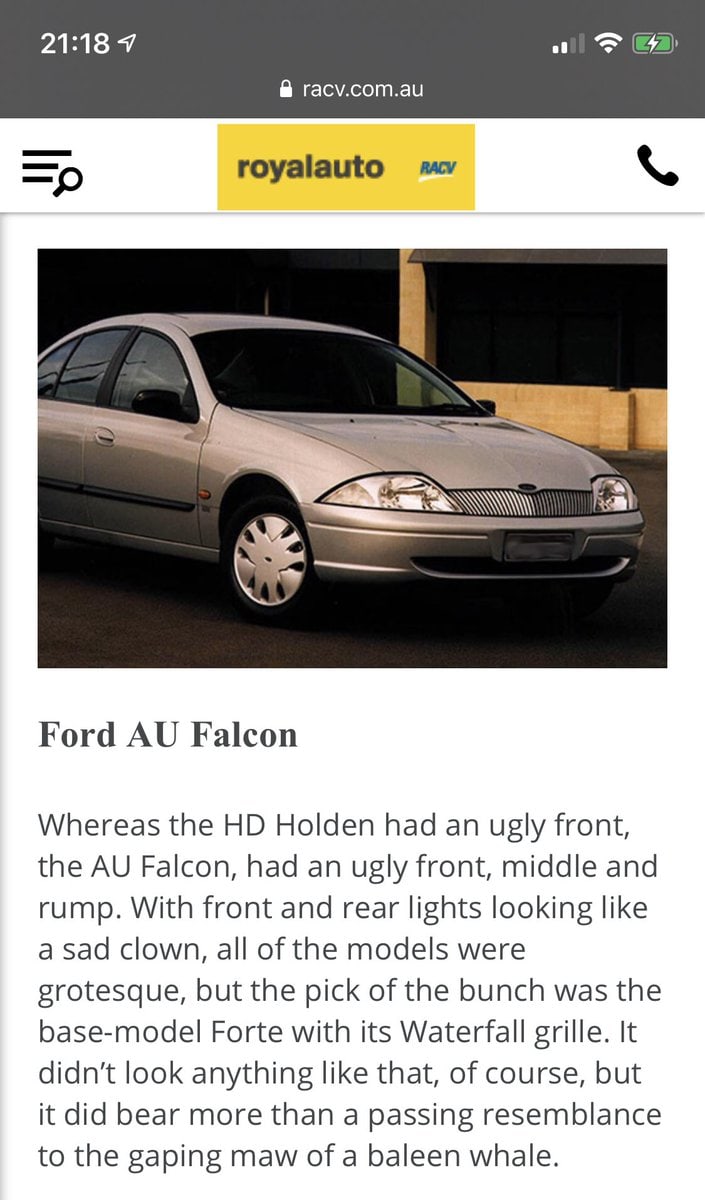 21:18
racv.com.au
royalauto RACV
Ford AU Falcon
Whereas the HD Holden had an ugly front,
the AU Falcon, had an ugly front, middle and
rump. With front and rear lights looking like
a sad clown, all of the models were
grotesque, but the pick of the bunch was the
base-model Forte with its Waterfall grille. It
didn’t look anything like that, of course, but
it did bear more than a passing resemblance
to the gaping maw of a baleen whale.